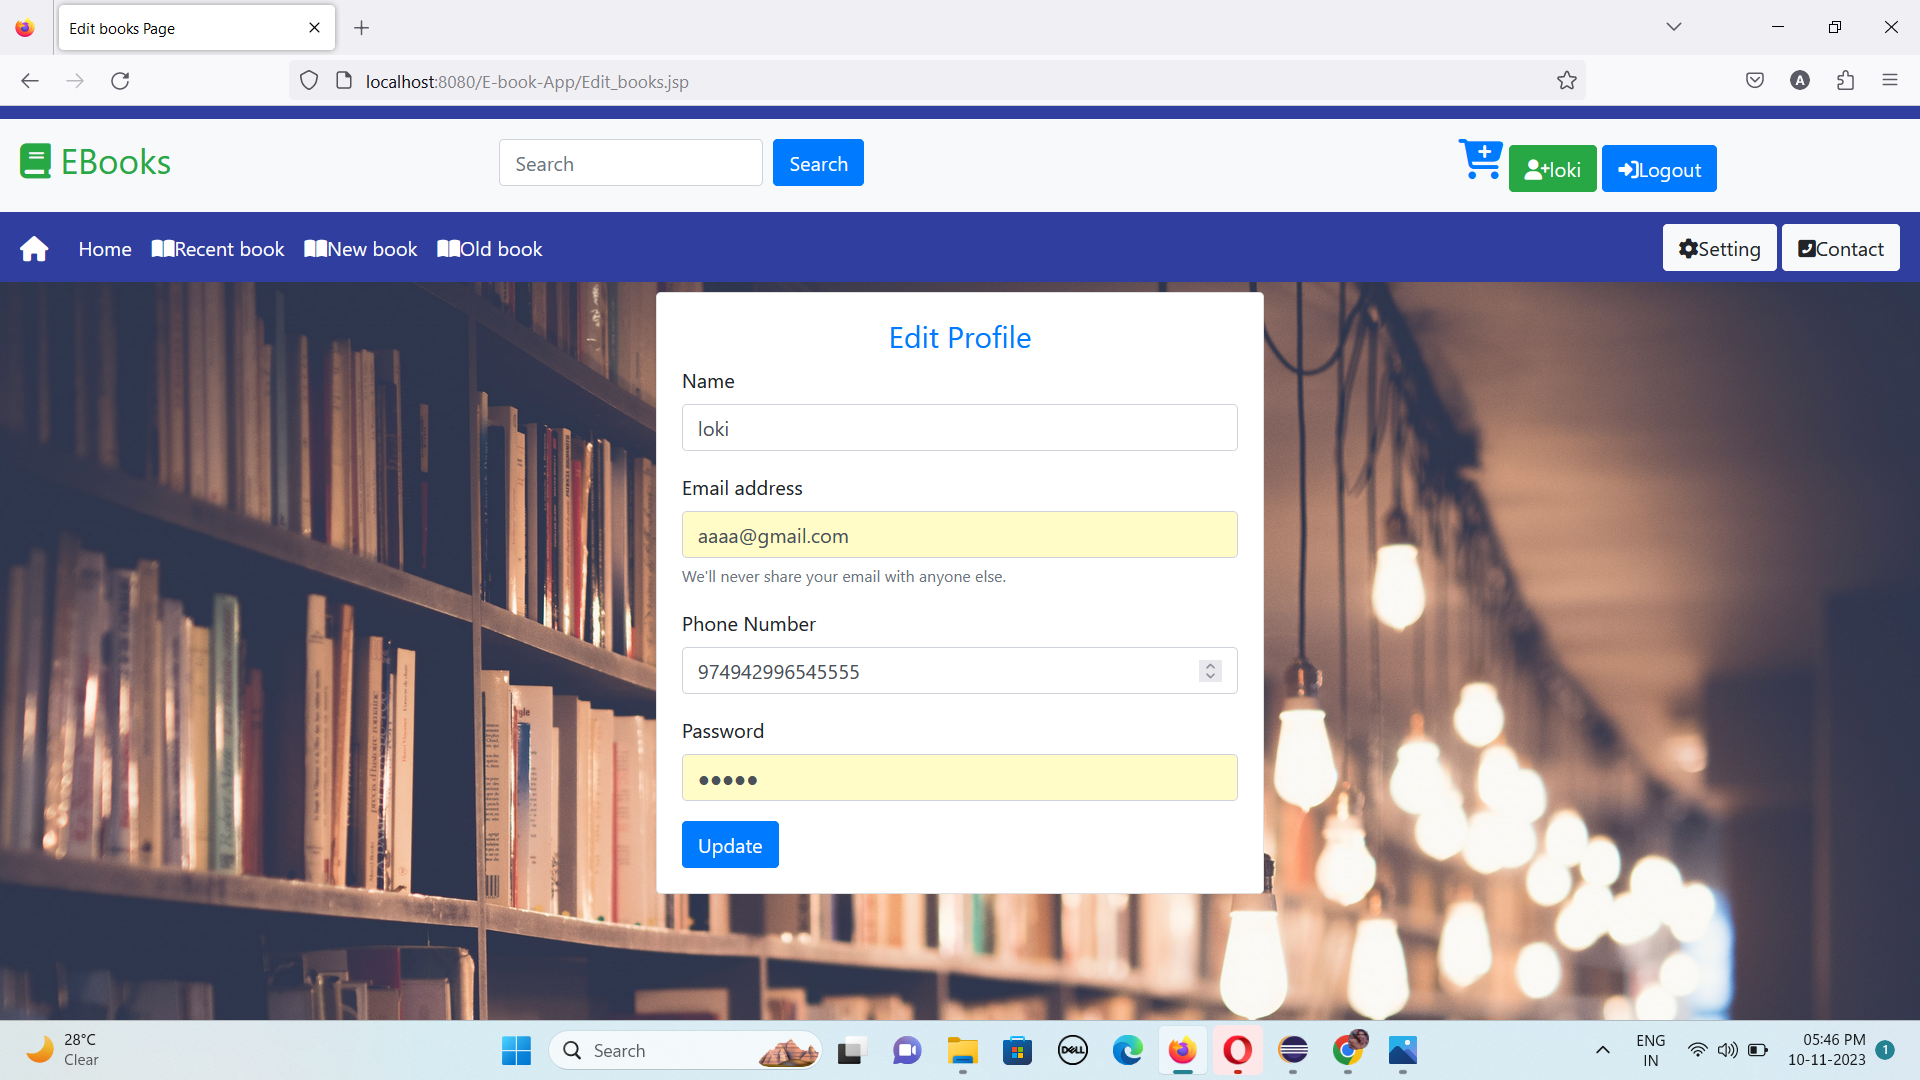 Edit books Page
localhost:8080/E-book-App/Edit_books.jsp
A
EBooks
Search
Search
loki
Logout
Home
Recent book
New book
Old book
Setting
Contact
Edit Profile
Name
loki
Email address
aaaa@gmail.com
We'll never share your email with anyone else.
Phone Number
974942996545555
Password
•••••
Update
28°C
Clear
Search
DELL
ENG
IN
05:46 PM
10-11-2023
1